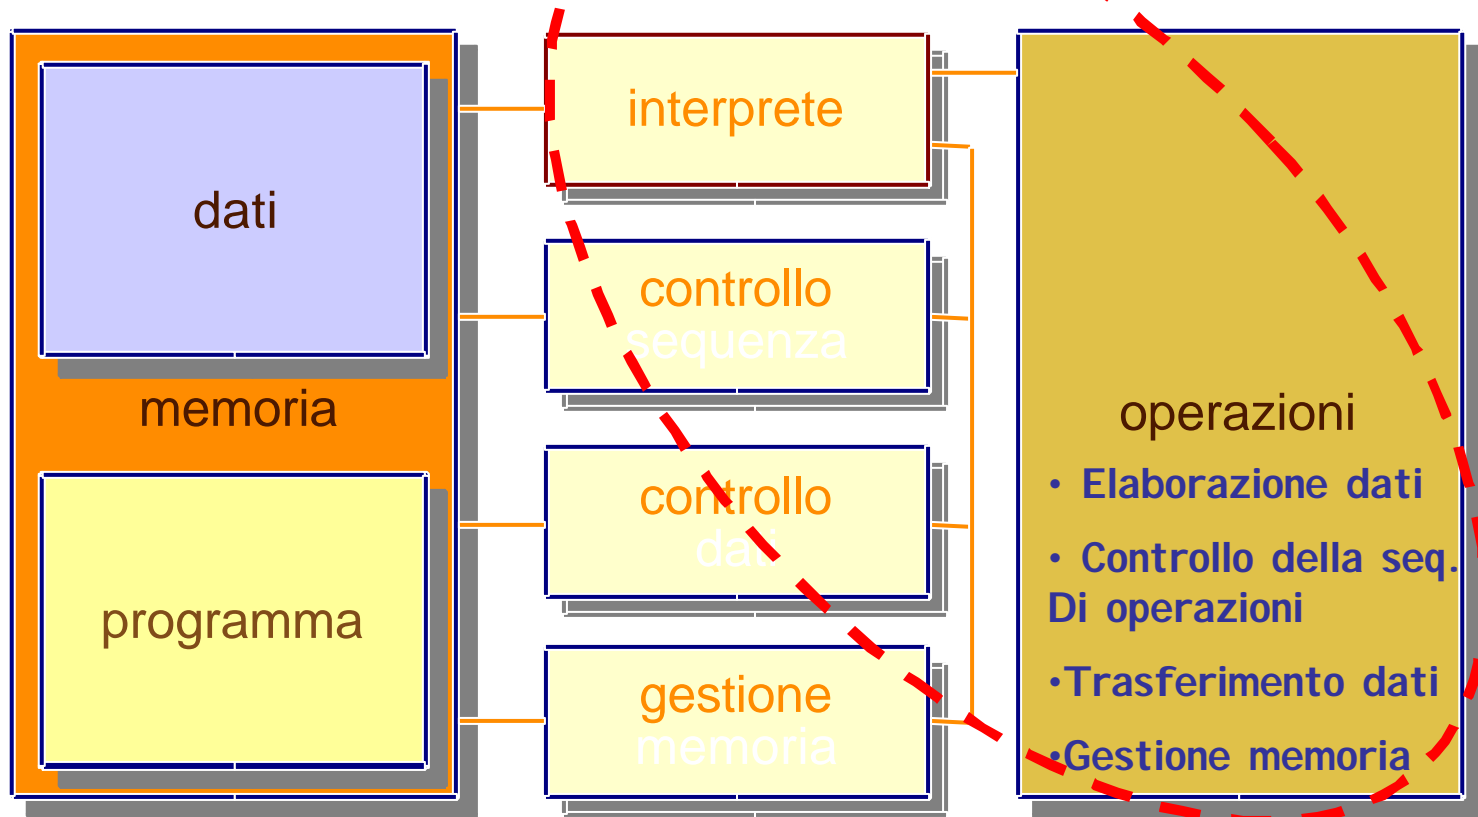 dati
memoria
programma
interprete
controllo
sequenza
controllo
dati
gestione
memoria
operazioni
• Elaborazione dati
• Controllo della seq.
Di operazioni
•Trasferimento dati
•Gestione memoria